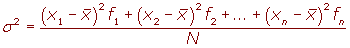 σ² = (x₁ - x̄)² f₁ + (x₂ - x̄)² f₂ + ... + (xₙ - x̄)² fₙ / N